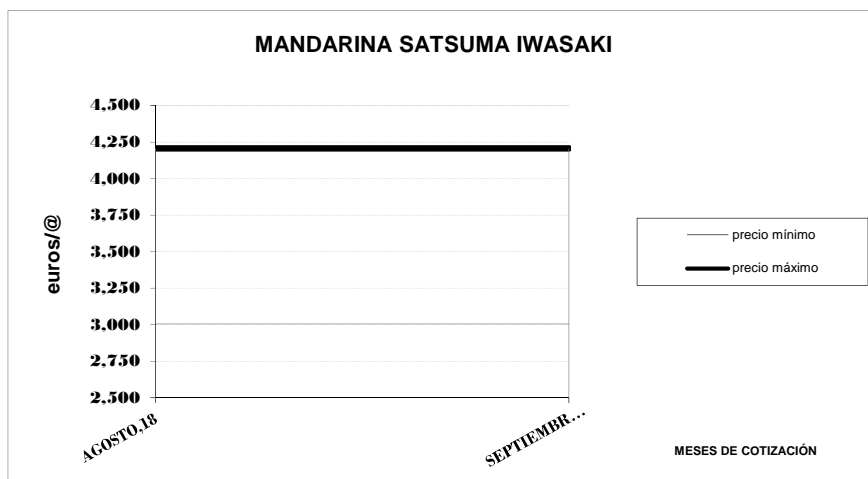 MANDARINA SATSUMA IWASAKI
4,500
4,250
4,000
3,750
3,500
3,250
3,000
2,750
2,500
euros/@
AGOSTO,18
SEPTIEMBR...
precio mínimo
precio máximo
MESES DE COTIZACIÓN